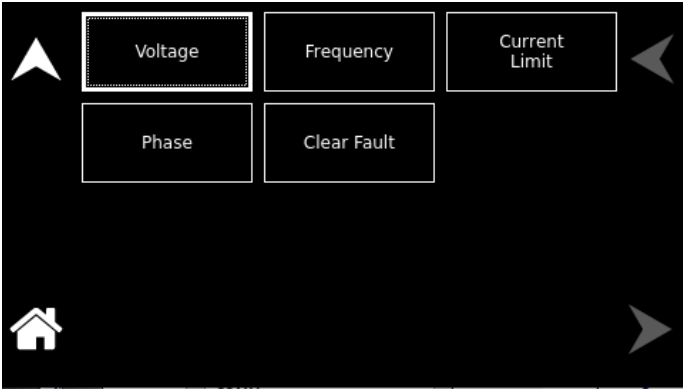 Voltage
Frequency
Current
Limit
Phase
Clear Fault